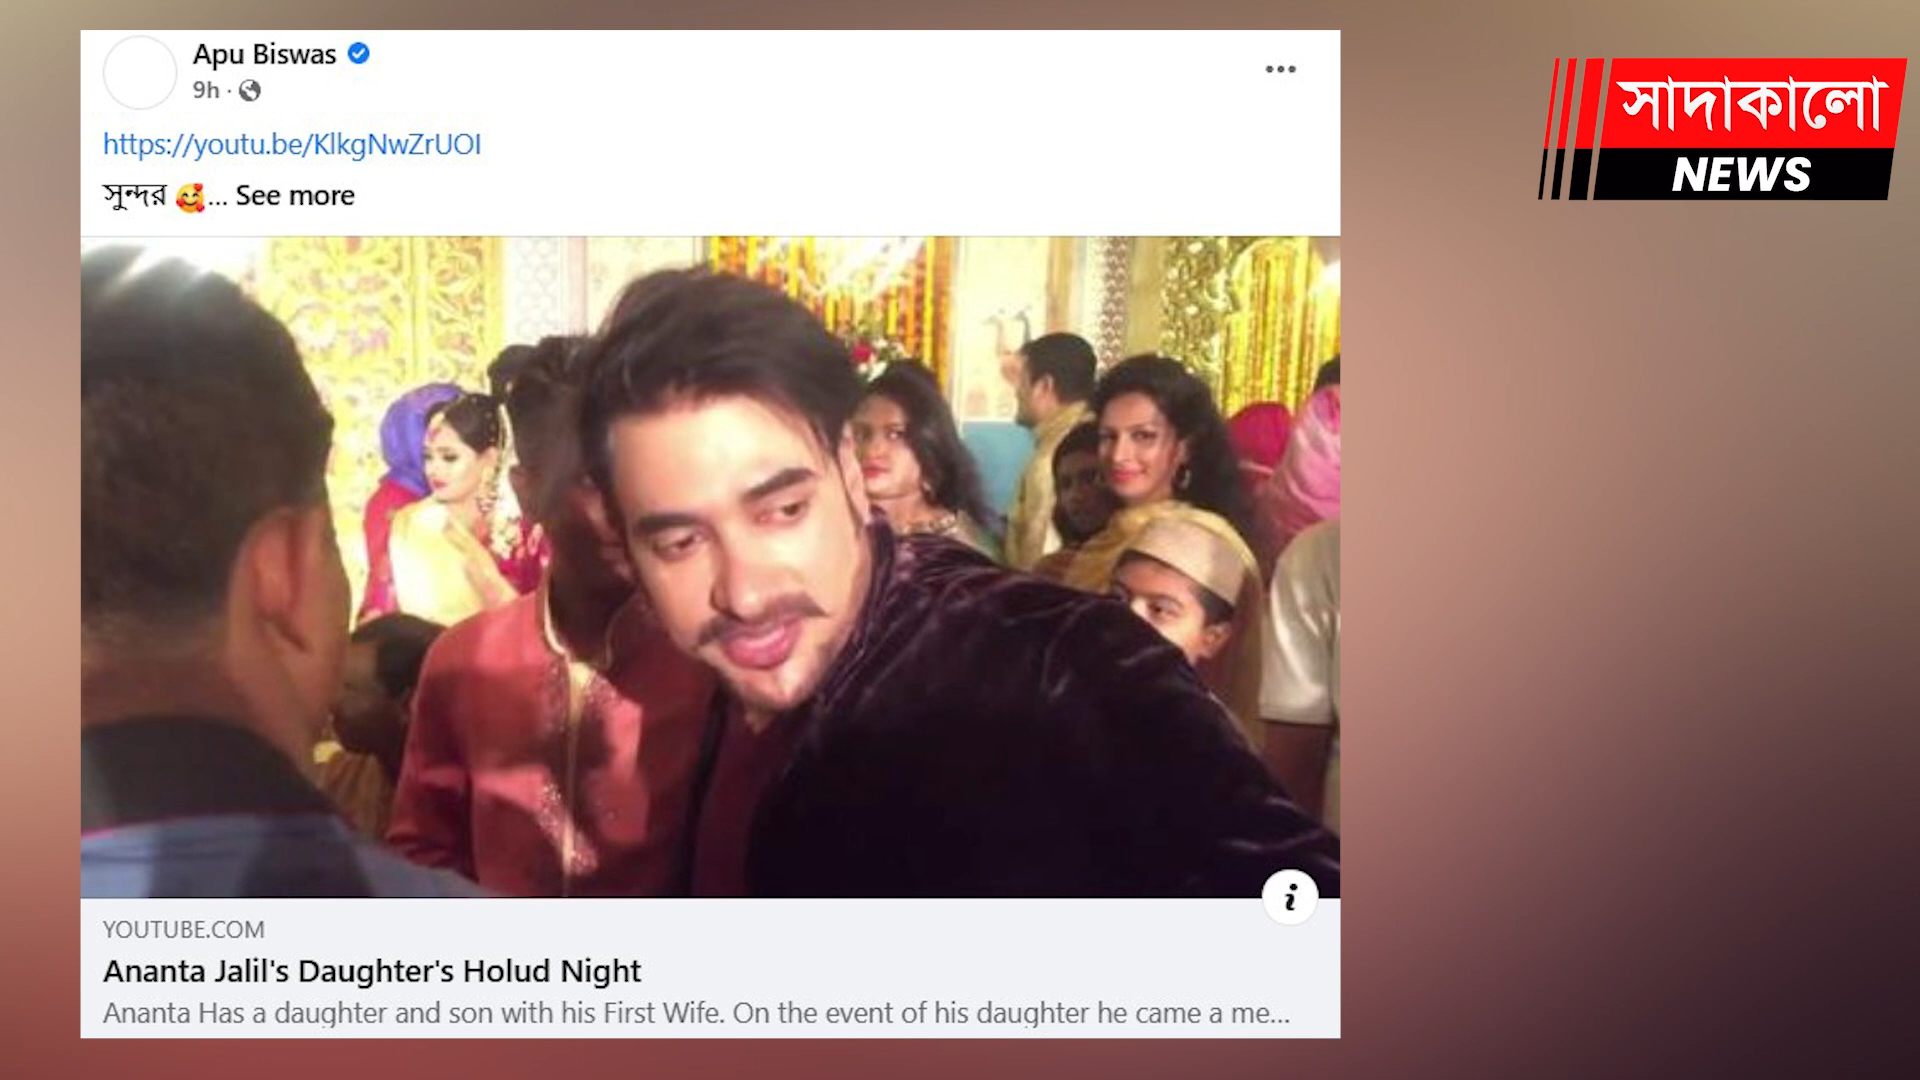 Apu Biswas
9h ·
https://youtu.be/KlkgNwZrUOI
সুন্দর 🥰... See more
সাদাকালো
NEWS
YOUTUBE.COM
Ananta Jalil's Daughter's Holud Night
Ananta Has a daughter and son with his First Wife. On the event of his daughter he came a me...